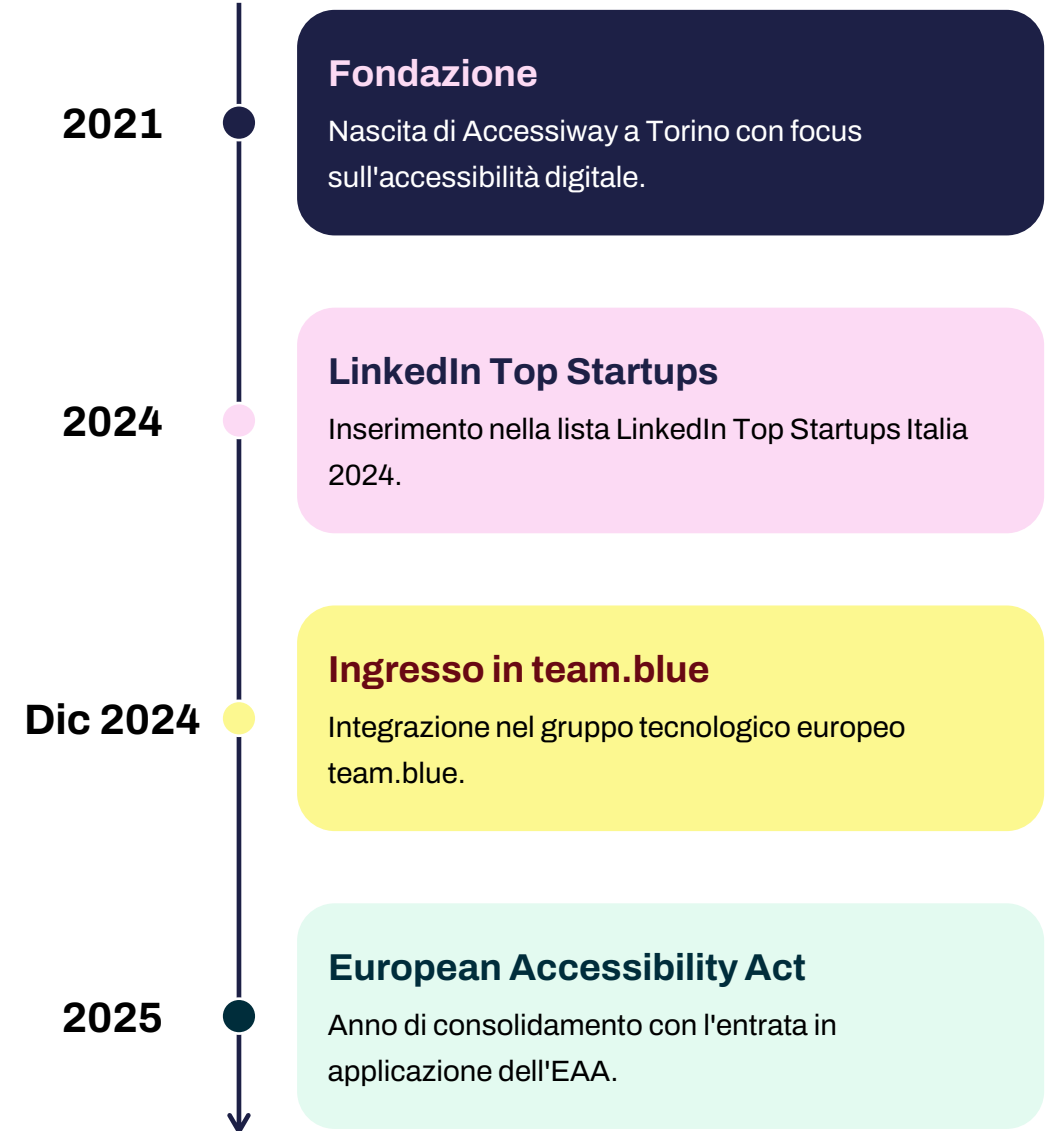 2021
Fondazione
Nascita di Accessiway a Torino con focus
sull'accessibilità digitale.
2024
LinkedIn Top Startups
Inserimento nella lista LinkedIn Top Startups Italia
2024.
Dic 2024
Ingresso in team.blue
Integrazione nel gruppo tecnologico europeo
team.blue.
2025
European Accessibility Act
Anno di consolidamento con l'entrata in
applicazione dell'EAA.